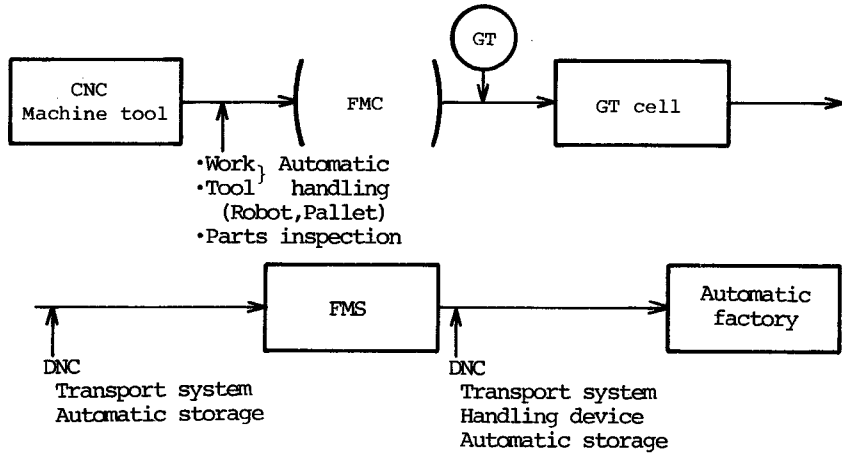 GT
CNC
Machine tool
FMC
GT cell
•Work } Automatic
•Tool handling
(Robot,Pallet)
•Parts inspection
FMS
Automatic
factory
DNC
Transport system
Automatic storage
DNC
Transport system
Handling device
Automatic storage